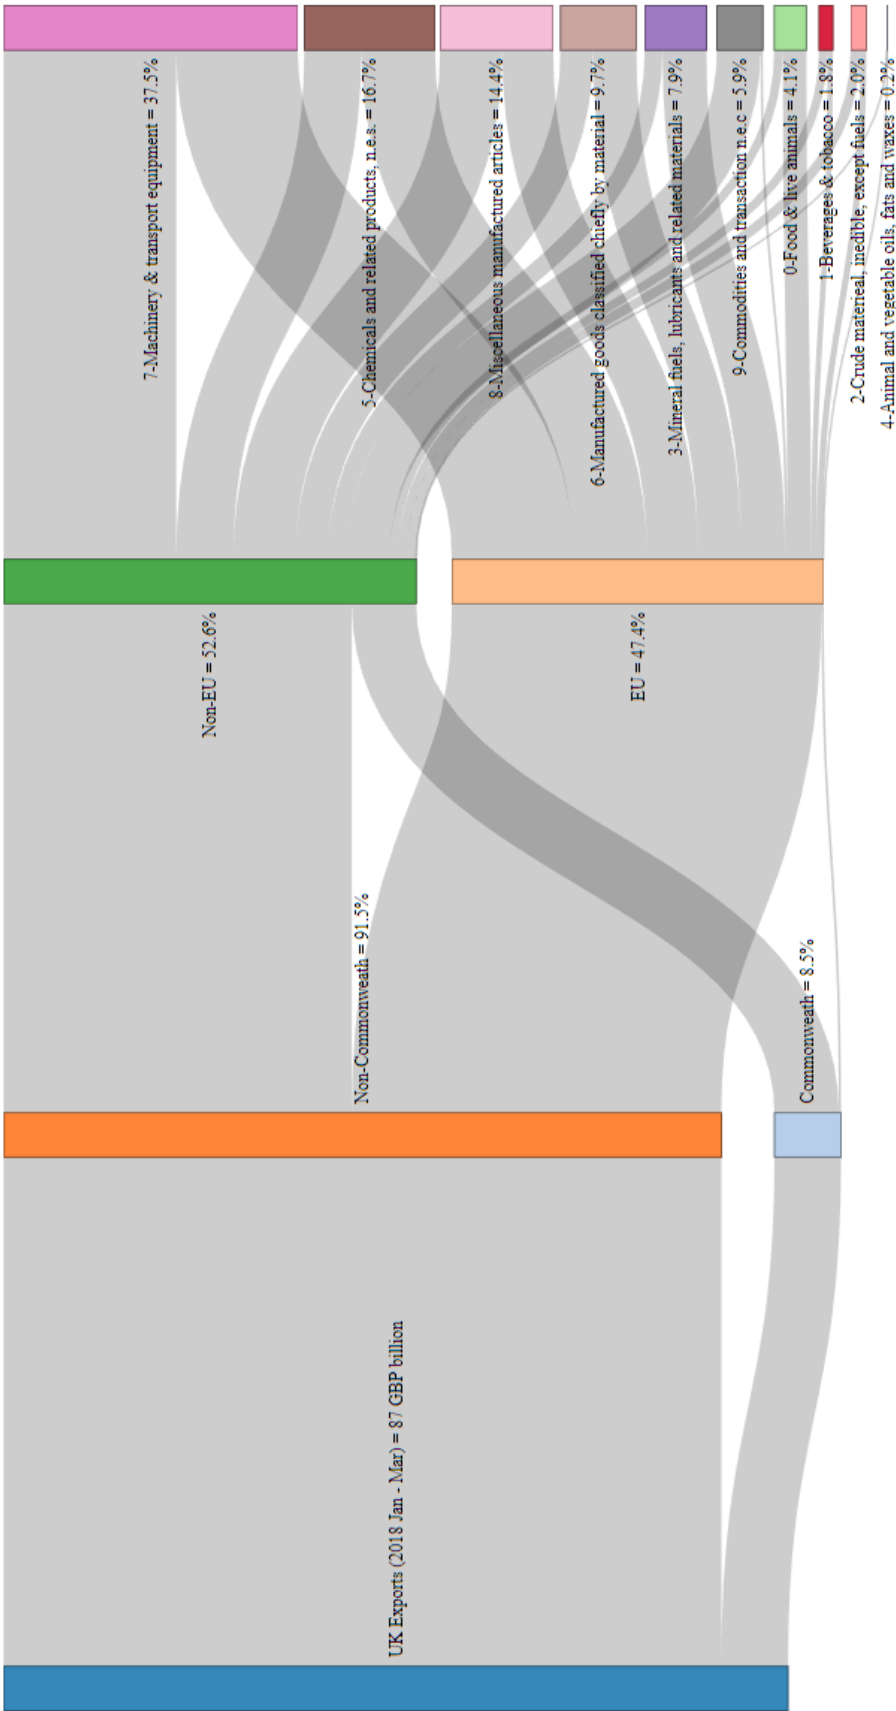 UK Exports (2018 Jan - Mar) = 87 GBP billion
Non-Commonweath = 91.5%
Commonweath = 8.5%
Non-EU = 52.6%
EU = 47.4%
7-Machinery & transport equipment = 37.5%
5-Chemicals and related products, n.e.s. = 16.7%
8-Miscellaneous manufactured articles = 14.4%
6-Manufactured goods classified chiefly by material = 9.7%
3-Mineral fuels, lubricants and related materials = 7.9%
9-Commodities and transaction n.e.c = 5.9%
0-Food & live animals = 4.1%
1-Beverages & tobacco = 1.8%
2-Crude matereal, inedible, except fuels = 2.0%
4-Animal and vegetable oils, fats and waxes = 0.2%